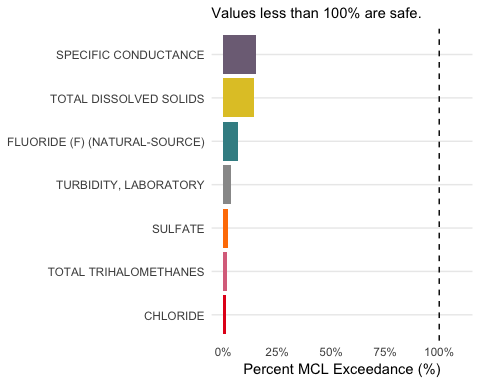 Values less than 100% are safe.
SPECIFIC CONDUCTANCE
TOTAL DISSOLVED SOLIDS
FLUORIDE (F) (NATURAL-SOURCE)
TURBIDITY, LABORATORY
SULFATE
TOTAL TRIHALOMETHANES
CHLORIDE
0% 25% 50% 75% 100%
Percent MCL Exceedance (%)